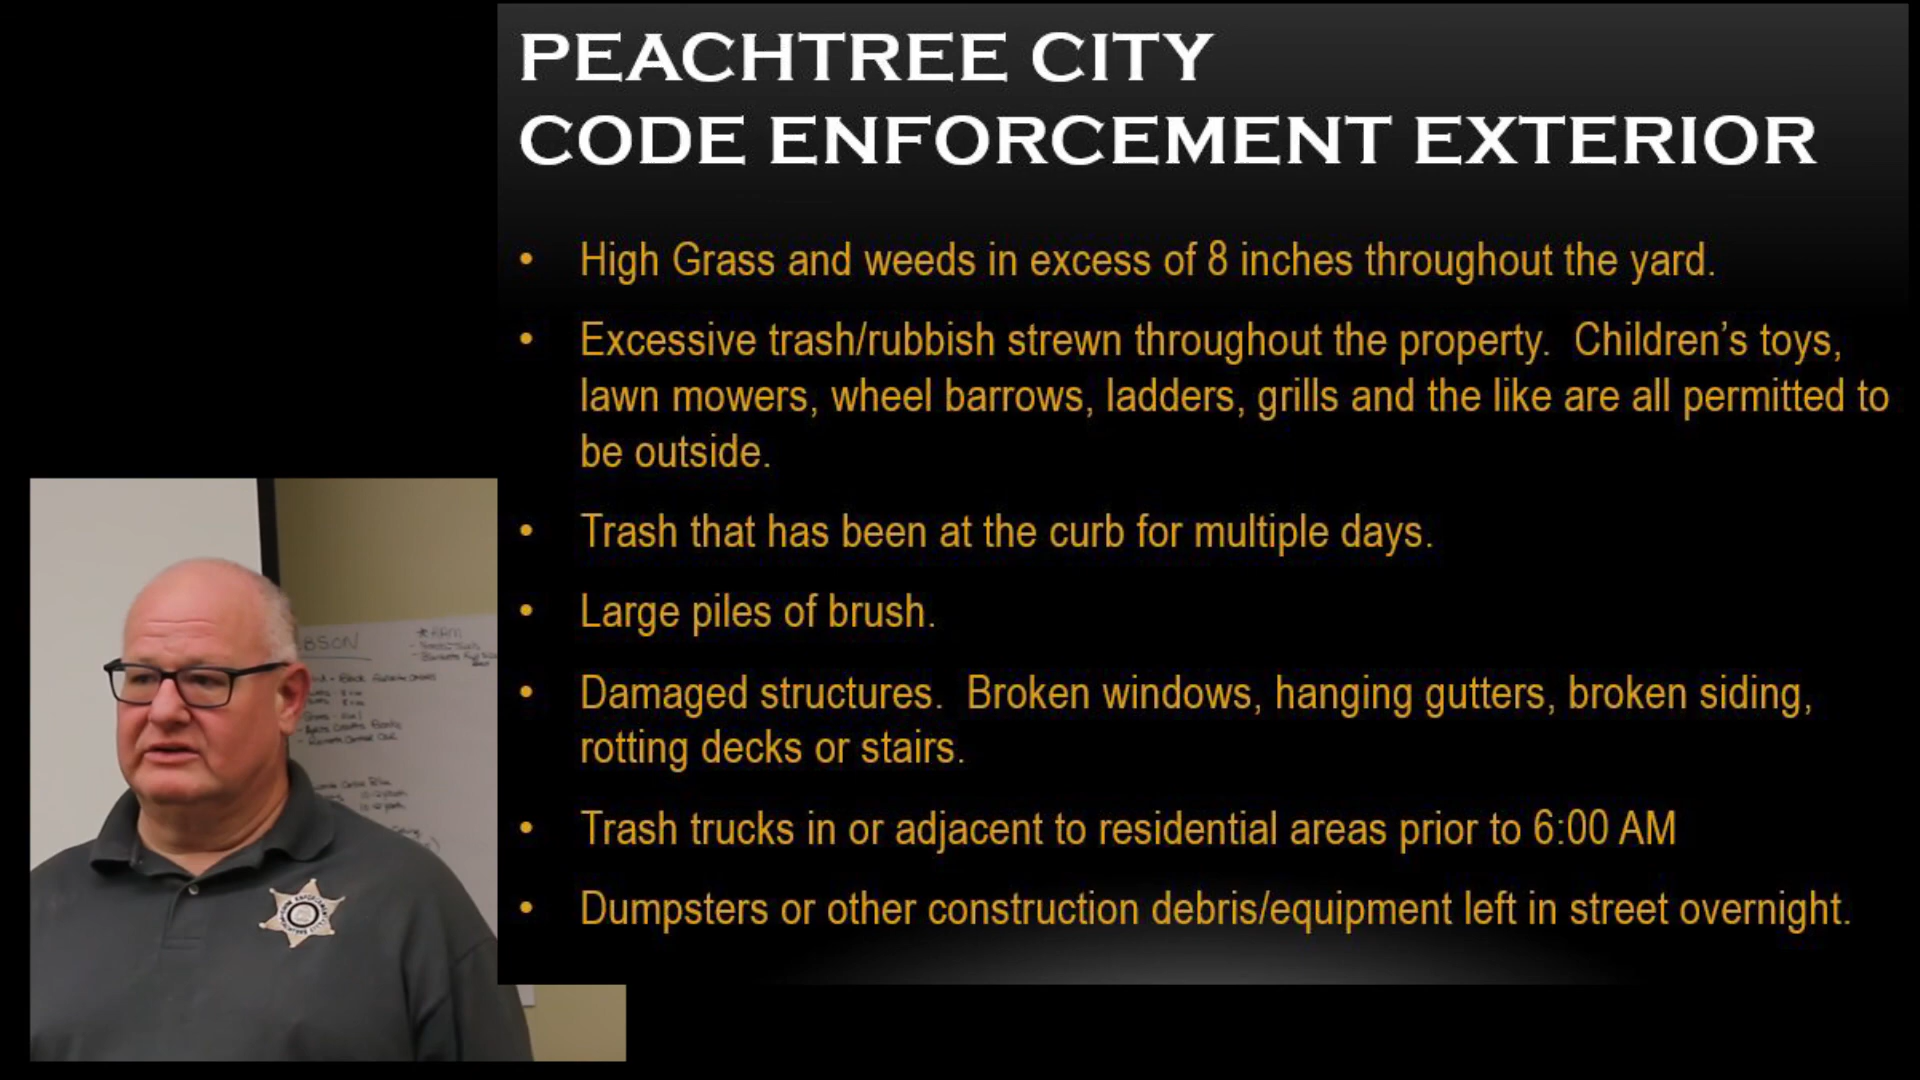 PEACHTREE CITY
CODE ENFORCEMENT EXTERIOR
• High Grass and weeds in excess of 8 inches throughout the yard.
• Excessive trash/rubbish strewn throughout the property.  Children’s toys,
lawn mowers, wheel barrows, ladders, grills and the like are all permitted to
be outside.
• Trash that has been at the curb for multiple days.
• Large piles of brush.
• Damaged structures.  Broken windows, hanging gutters, broken siding,
rotting decks or stairs.
• Trash trucks in or adjacent to residential areas prior to 6:00 AM
• Dumpsters or other construction debris/equipment left in street overnight.
BSON